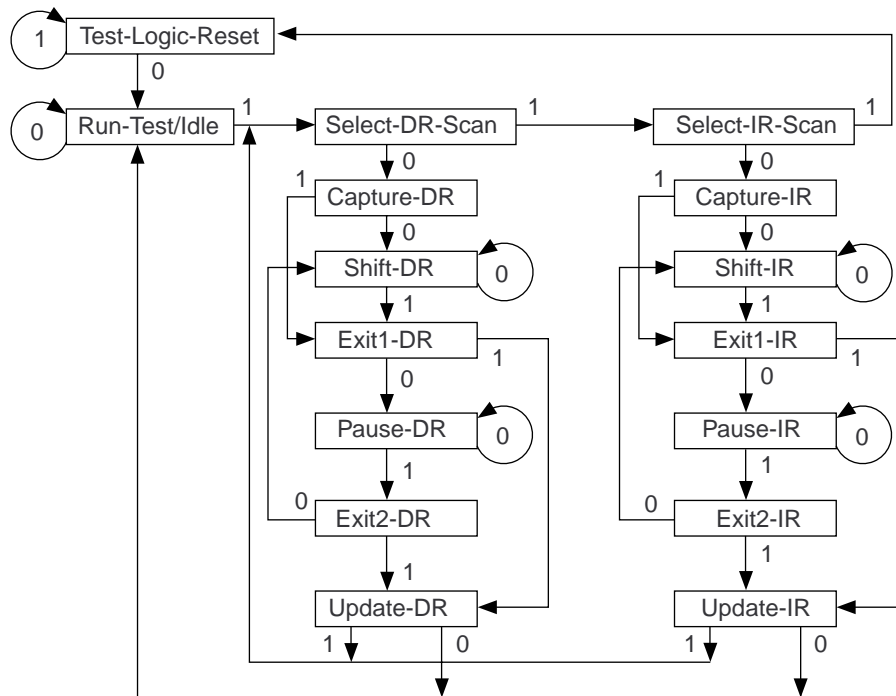 1 Test-Logic-Reset
0
0 Run-Test/Idle 1 Select-DR-Scan 1 Select-IR-Scan 1
0 0
1 Capture-DR 1 Capture-IR
0 0
Shift-DR 0 Shift-IR 0
1 1
Exit1-DR 1 Exit1-IR 1
0 0
Pause-DR 0 Pause-IR 0
1 1
0 Exit2-DR 0 Exit2-IR
1 1
Update-DR Update-IR
1 0 1 0